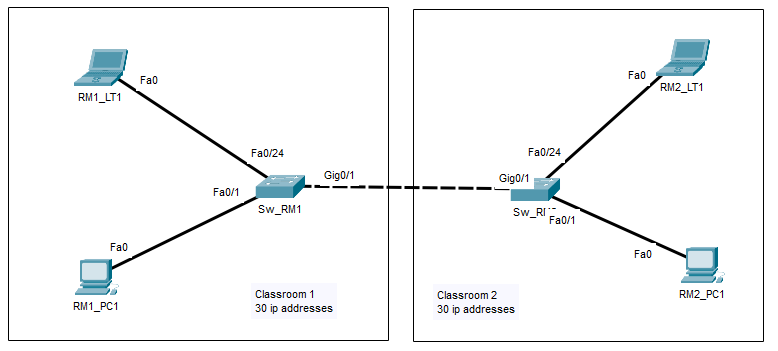 Fa0
RM1_LT1
Fa0/24
Fa0/1
Gig0/1
Sw_RM1
Fa0
RM1_PC1
Classroom 1
30 ip addresses
Fa0
RM2_LT1
Fa0/24
Gig0/1
Fa0/1
Fa0
RM2_PC1
Classroom 2
30 ip addresses